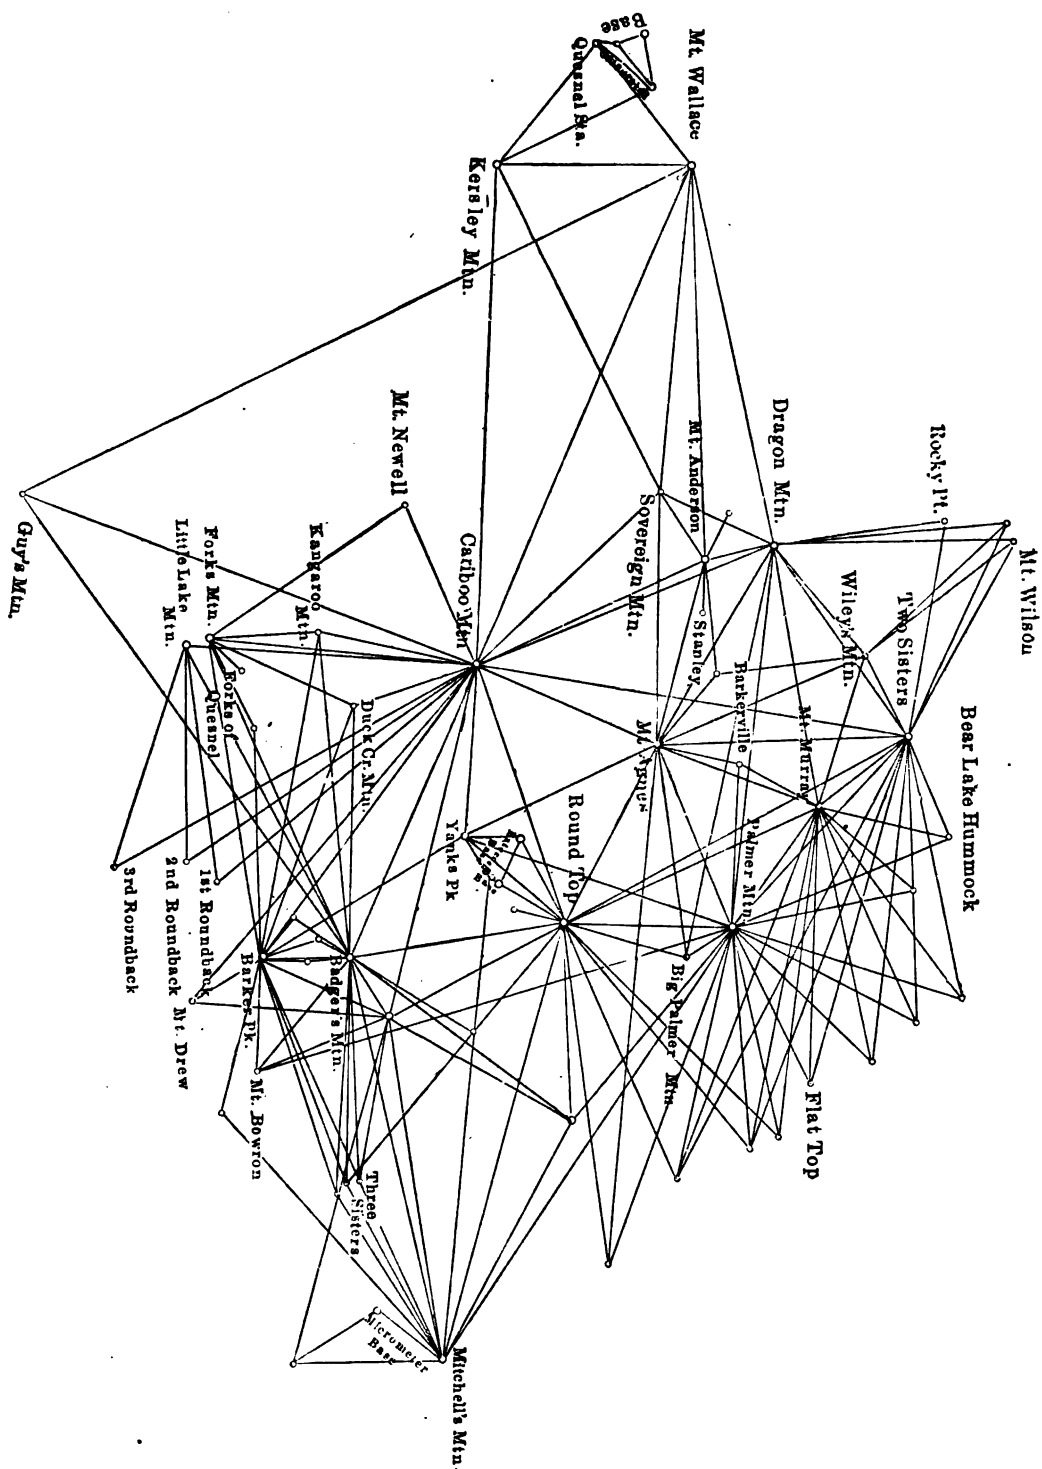 Base
Mt. Wallace
Quesnel Sta.
Kersley Mtn.
Mt. Newell
Guy's Mtn.
Dragon Mtn.
Rocky Pt.
Mt. Wilson
Mt. Anderson
Sovereign Mtn.
Stanley
Wiley's Mtn.
Two Sisters
Bear Lake Hummock
Cariboo Mtn
Kangaroo
Mtn.
Forks Mtn.
Little Lake
Mtn.
Forks of
Quesnel
Duck Cr. Mtn.
Barkerville
Mt. Murray
Mt Agnes
Palmer Mtn
Round Top
Yanks Pk
Base
Big Palmer Mtn
Flat Top
1st Roundback
2nd Roundback
3rd Roundback
Mt. Drew
Barker Pk.
Badger's Mtn.
Mt. Bowron
Three
Sisters
Micrometer
Base
Mitchell's Mtn.